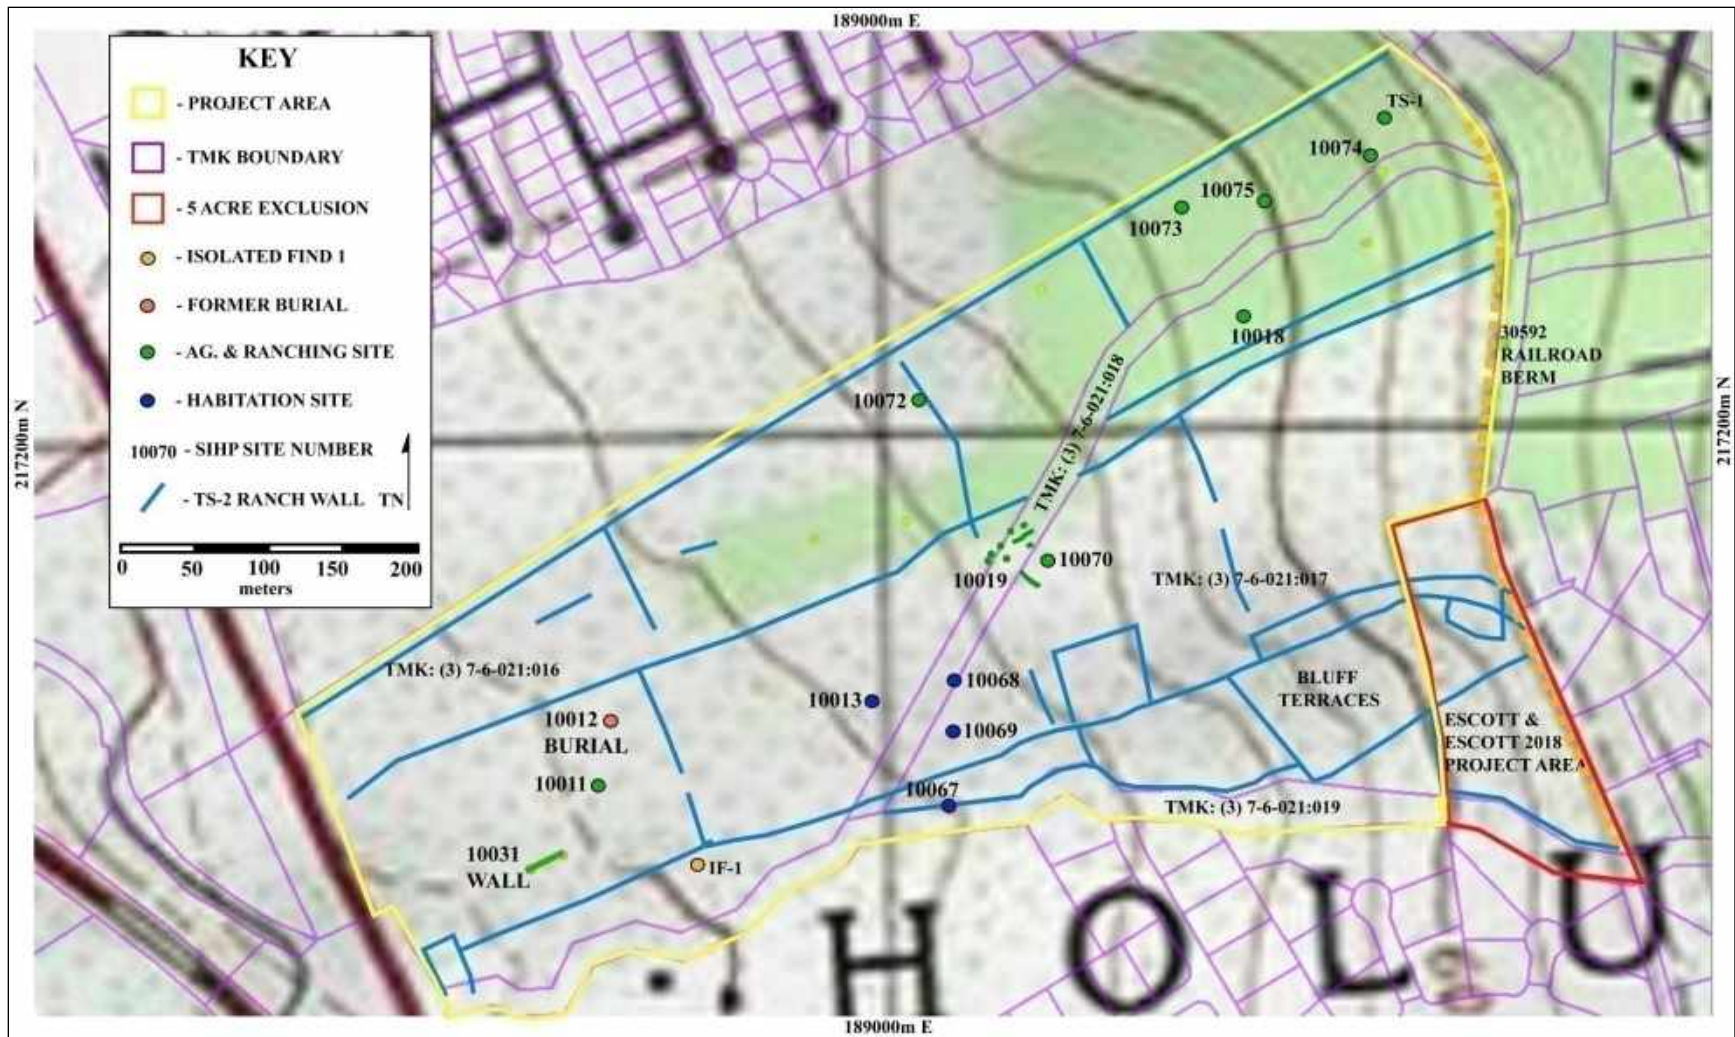 189000m E
KEY
- PROJECT AREA
- TMK BOUNDARY
- 5 ACRE EXCLUSION
- ISOLATED FIND 1
- FORMER BURIAL
- AG. & RANCHING SITE
- HABITATION SITE
10070 - SIHP SITE NUMBER
- TS-2 RANCH WALL TN
0 50 100 150 200
meters
217200m N
217200m N
TS-1
10074
10075
10073
10018
30592
RAILROAD
BERM
10072
TMK: (3) 7-6-021:018
10019
10070
TMK: (3) 7-6-021:017
TMK: (3) 7-6-021:016
10013
10068
10069
BLUFF
TERRACES
10012
BURIAL
10011
ESCOTT &
ESCOTT 2018
PROJECT AREA
10067
TMK: (3) 7-6-021:019
10031
WALL
IF-1
H O L U
189000m E